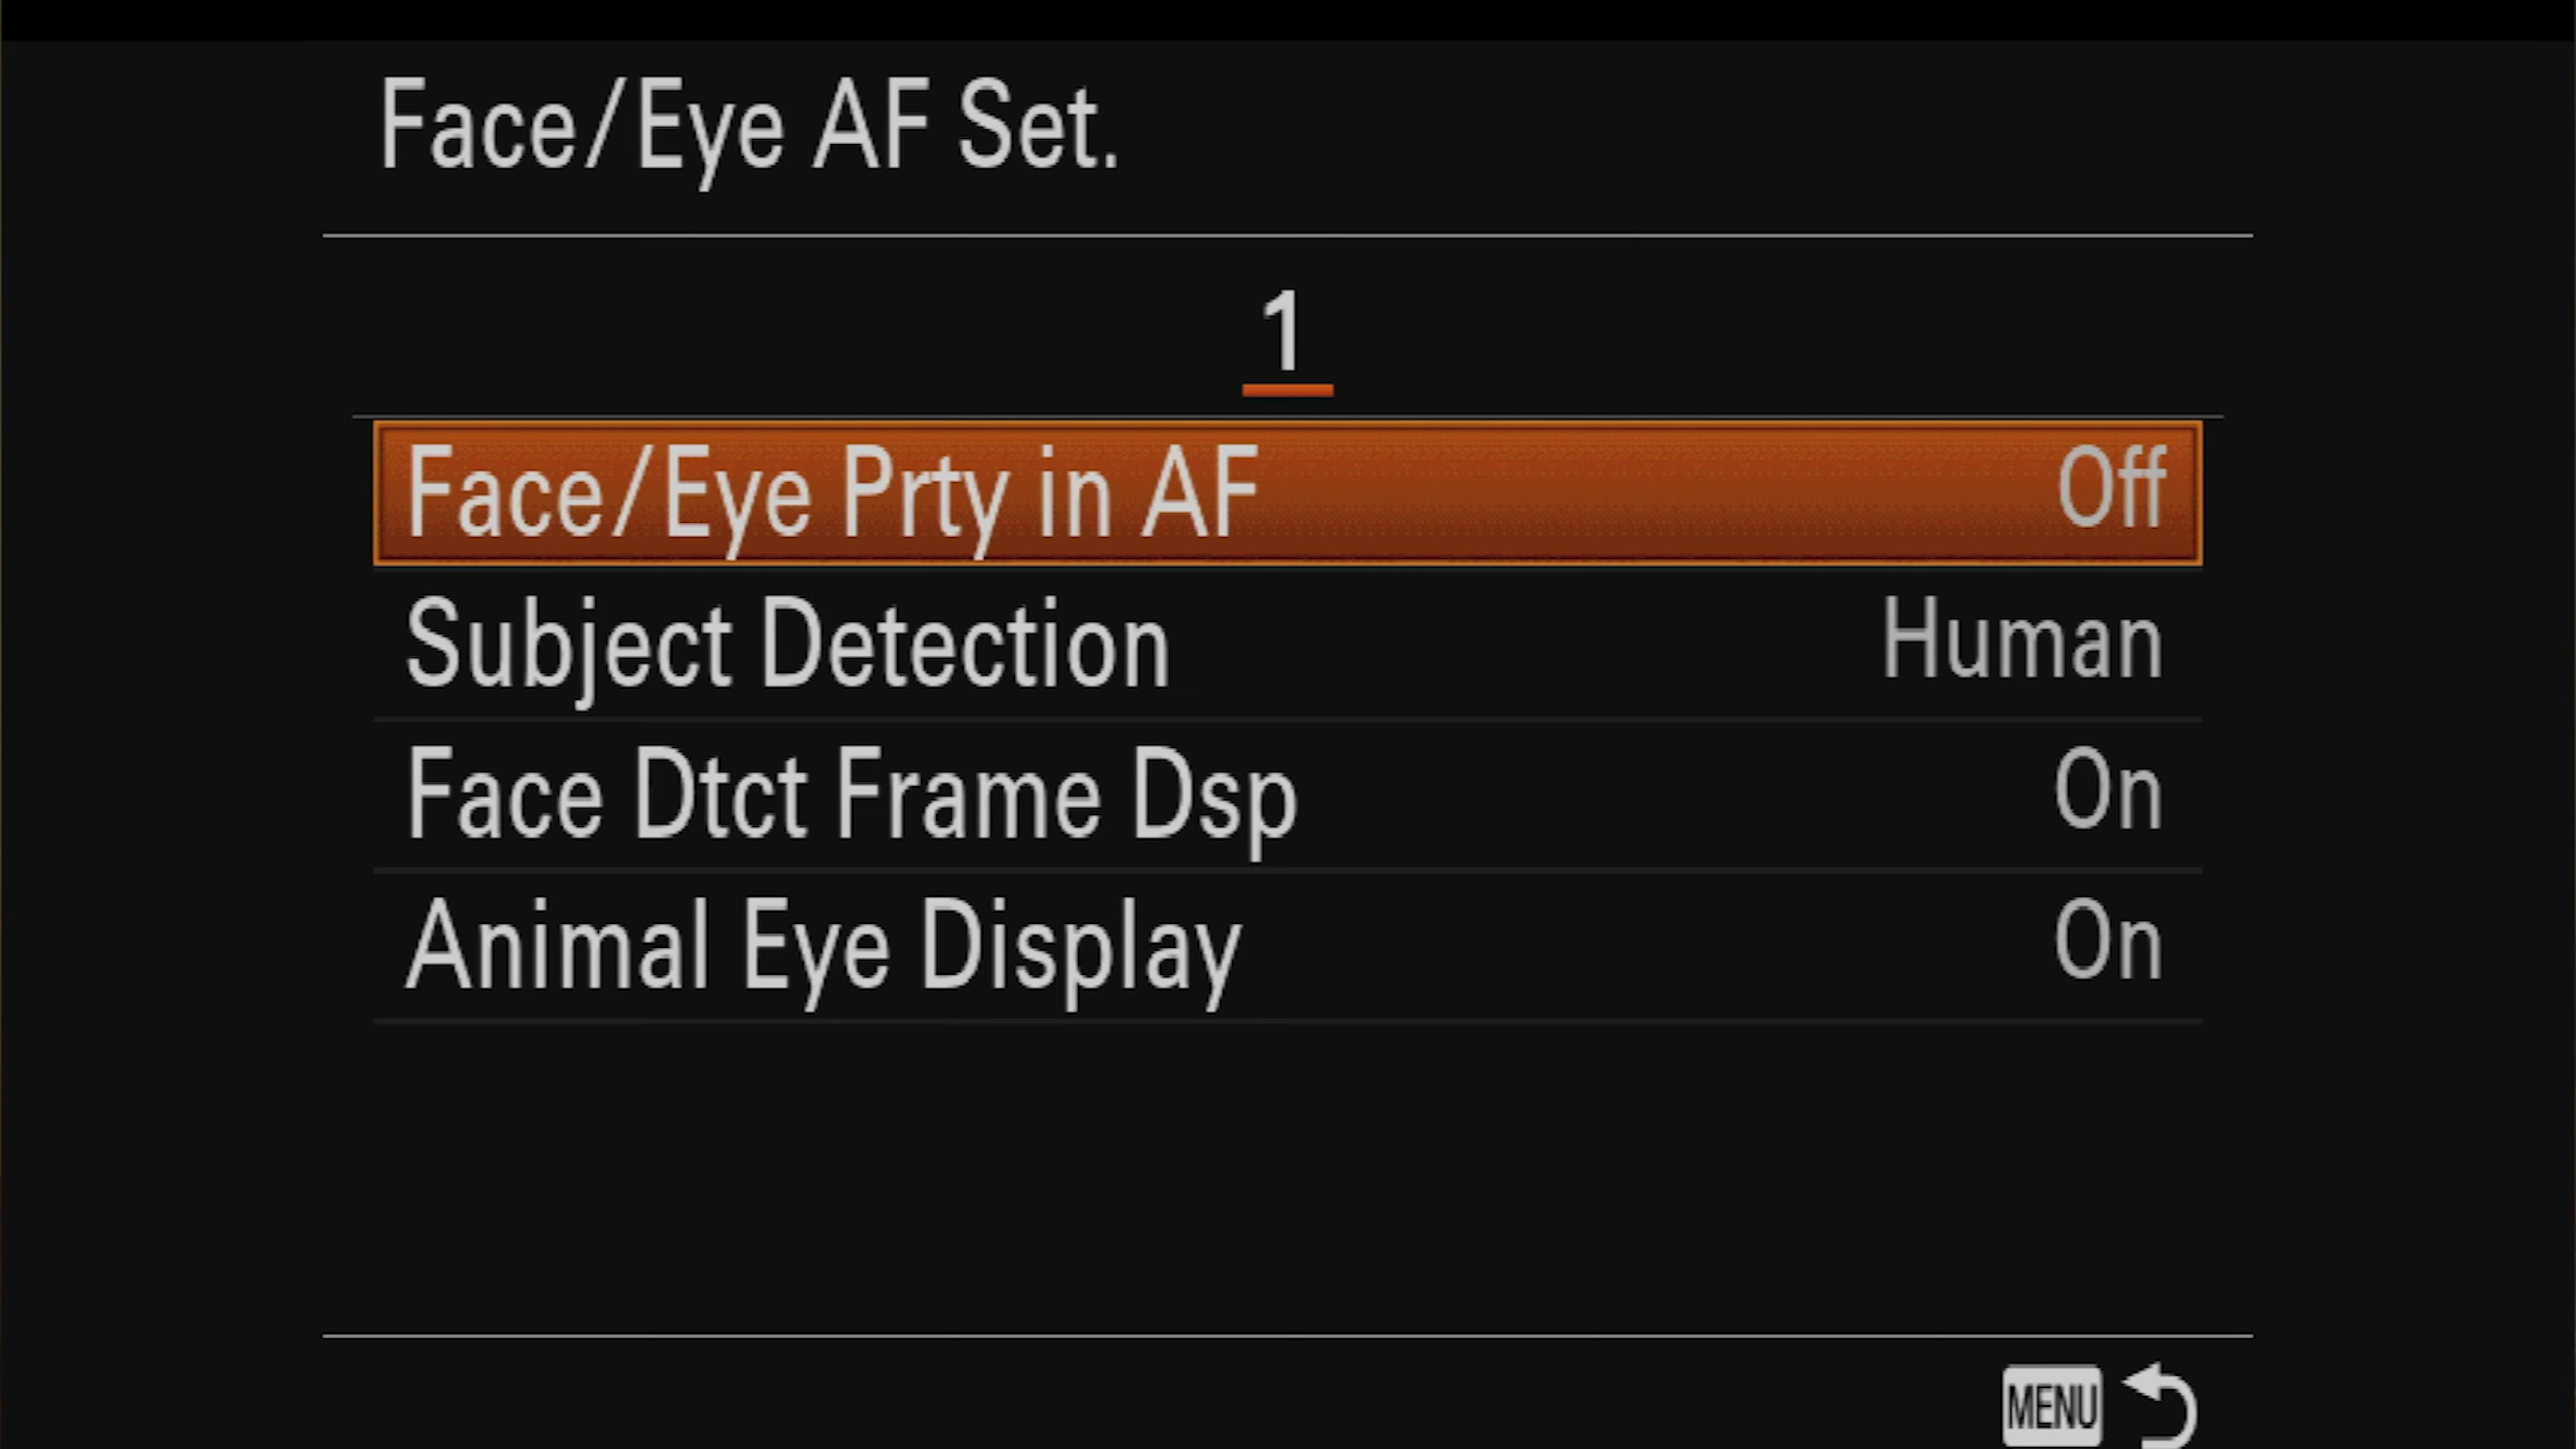 Face/Eye AF Set.
1
Face/Eye Prty in AF Off
Subject Detection Human
Face Dtct Frame Dsp On
Animal Eye Display On
MENU